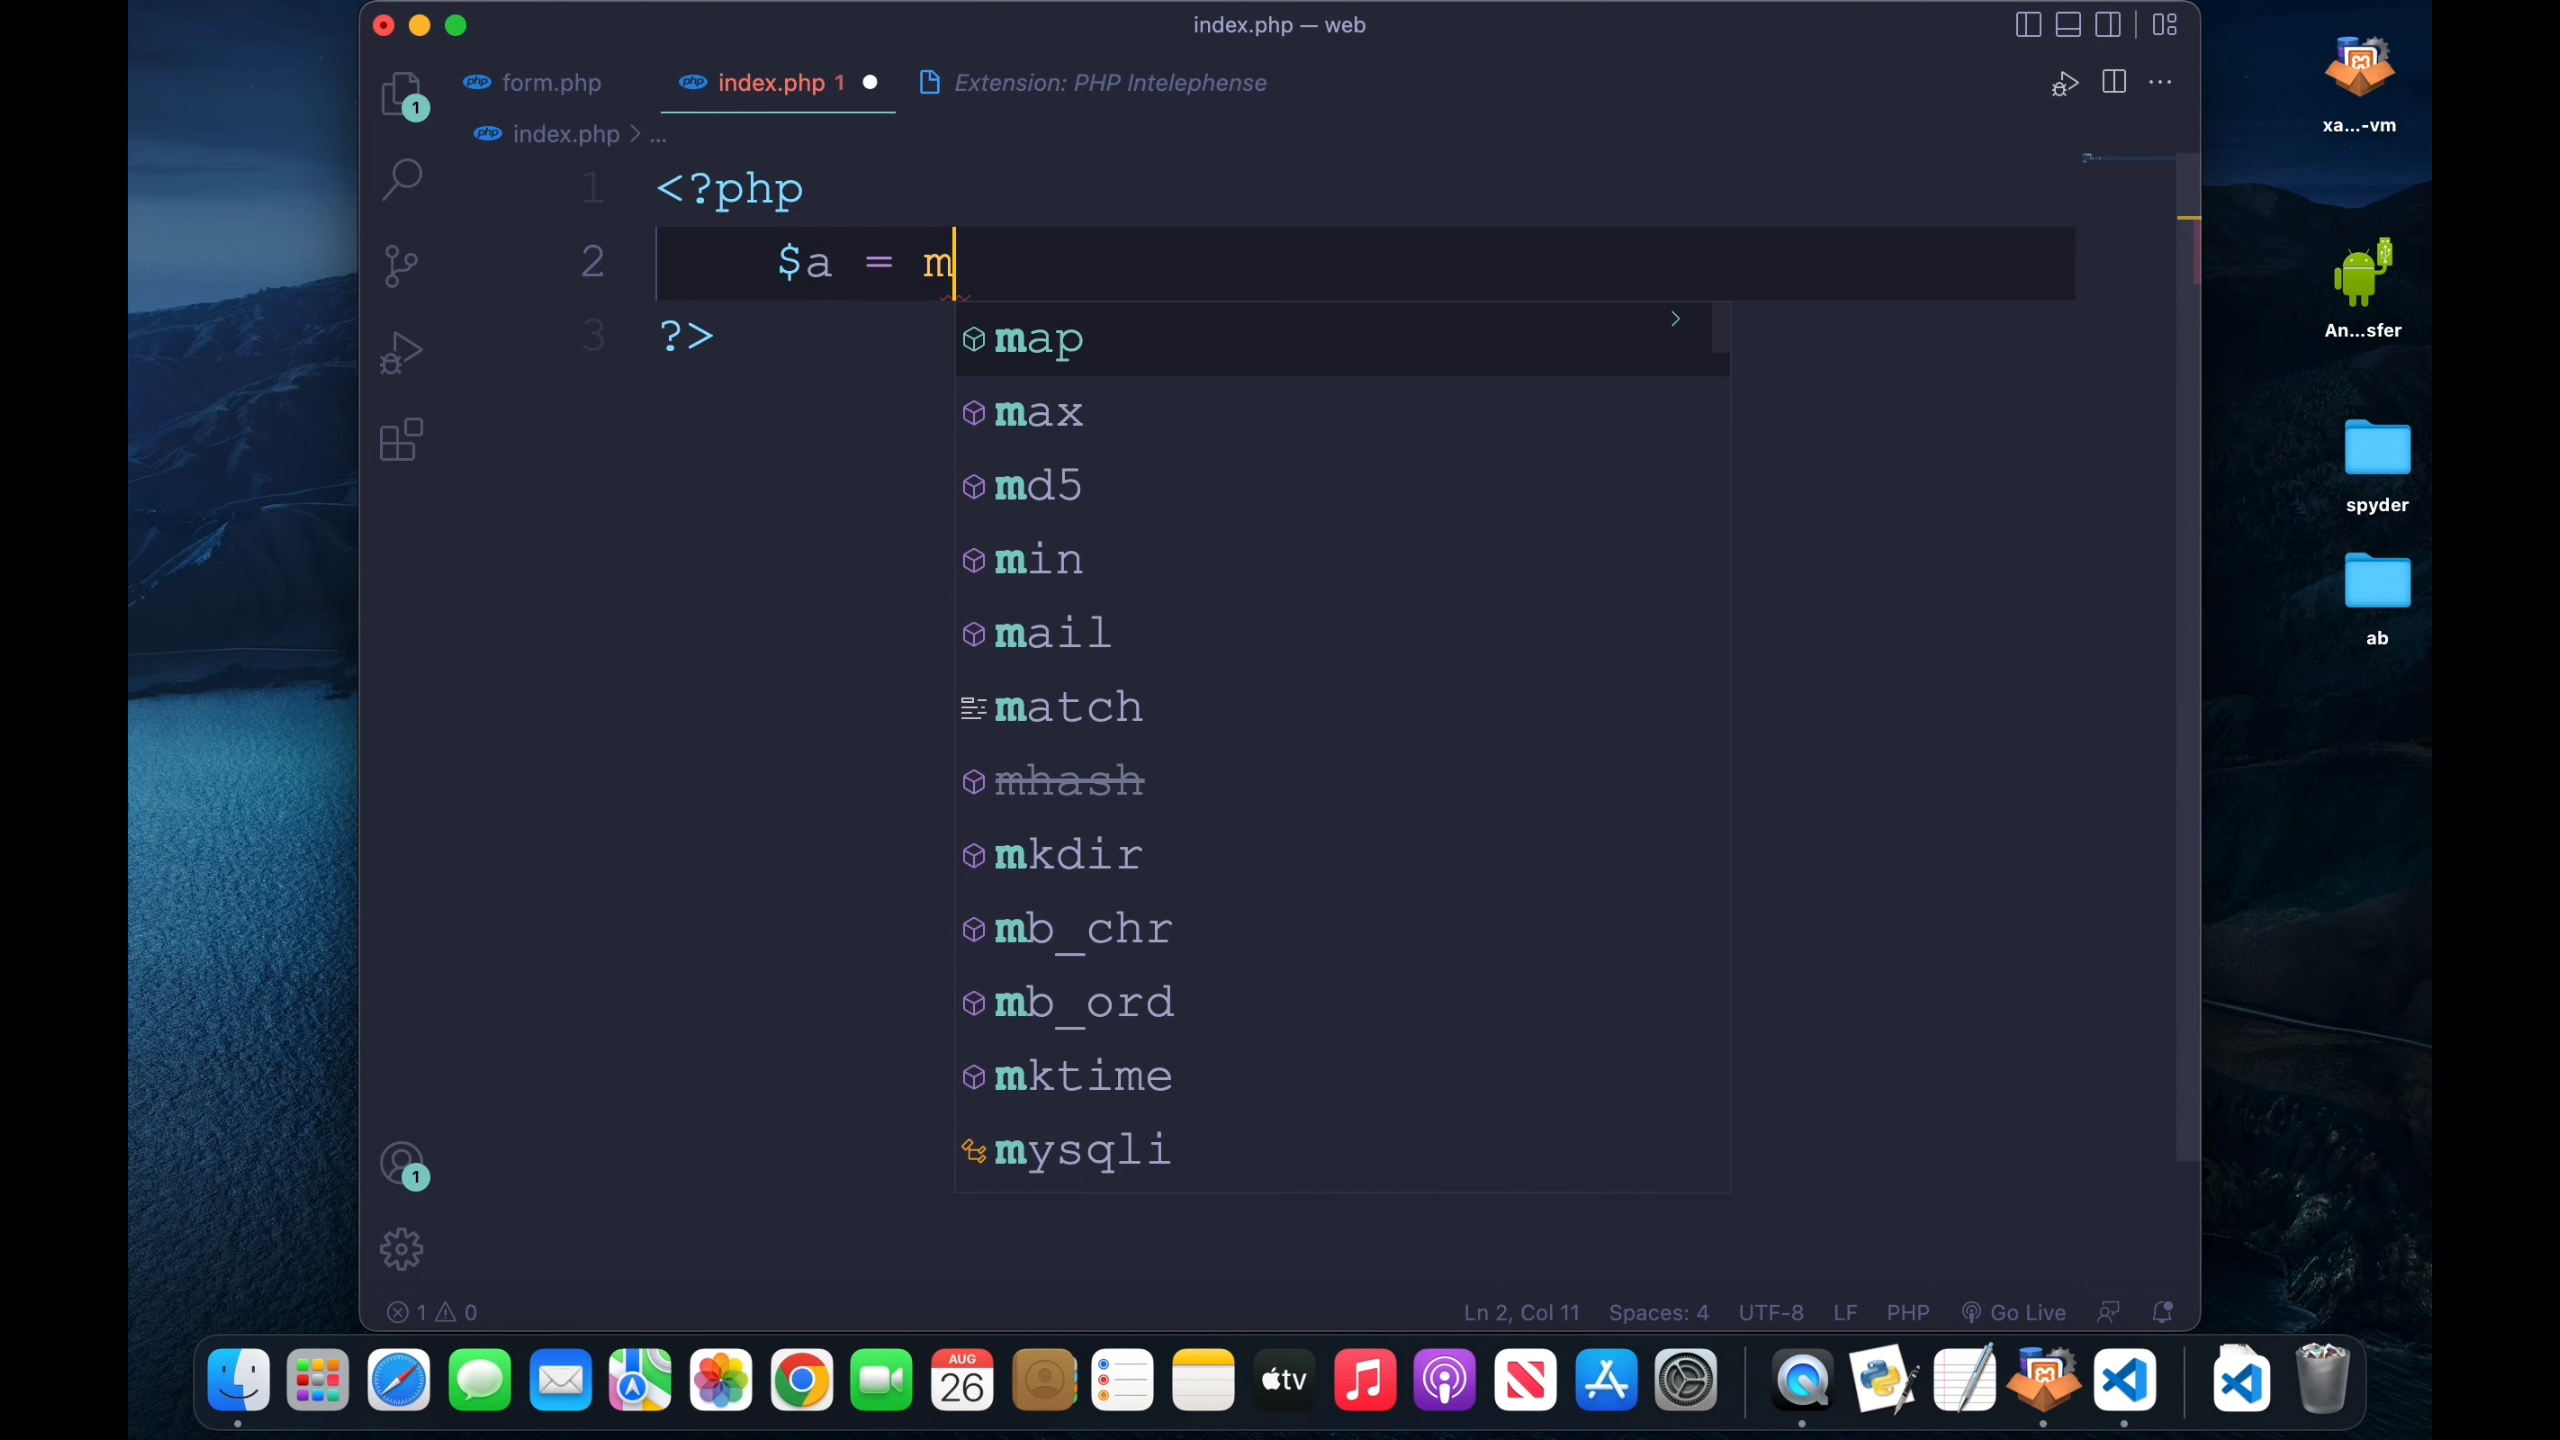 index.php — web
form.php
index.php 1
Extension: PHP Intelephense
index.php > ...
1 <?php
2 $a = m
3 ?>
map
max
md5
min
mail
match
mhash
mkdir
mb_chr
mb_ord
mktime
mysqli
1
1
1 0
Ln 2, Col 11 Spaces: 4 UTF-8 LF PHP Go Live
xa...-vm
An...sfer
spyder
ab
AUG
26
tv